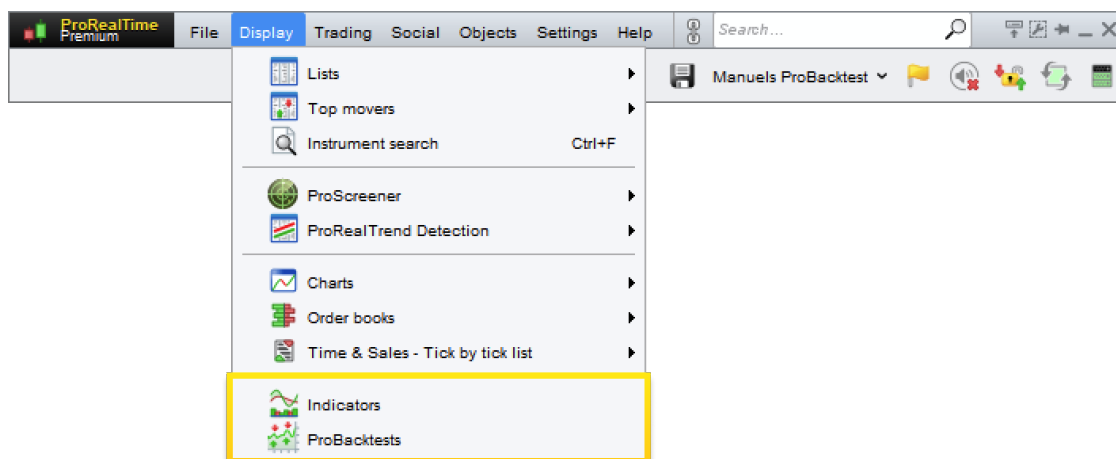 ProRealTime
Premium
File Display Trading Social Objects Settings Help Search...
Manuels ProBacktest
Lists
Top movers
Instrument search Ctrl+F
ProScreener
ProRealTrend Detection
Charts
Order books
Time & Sales - Tick by tick list
Indicators
ProBacktests